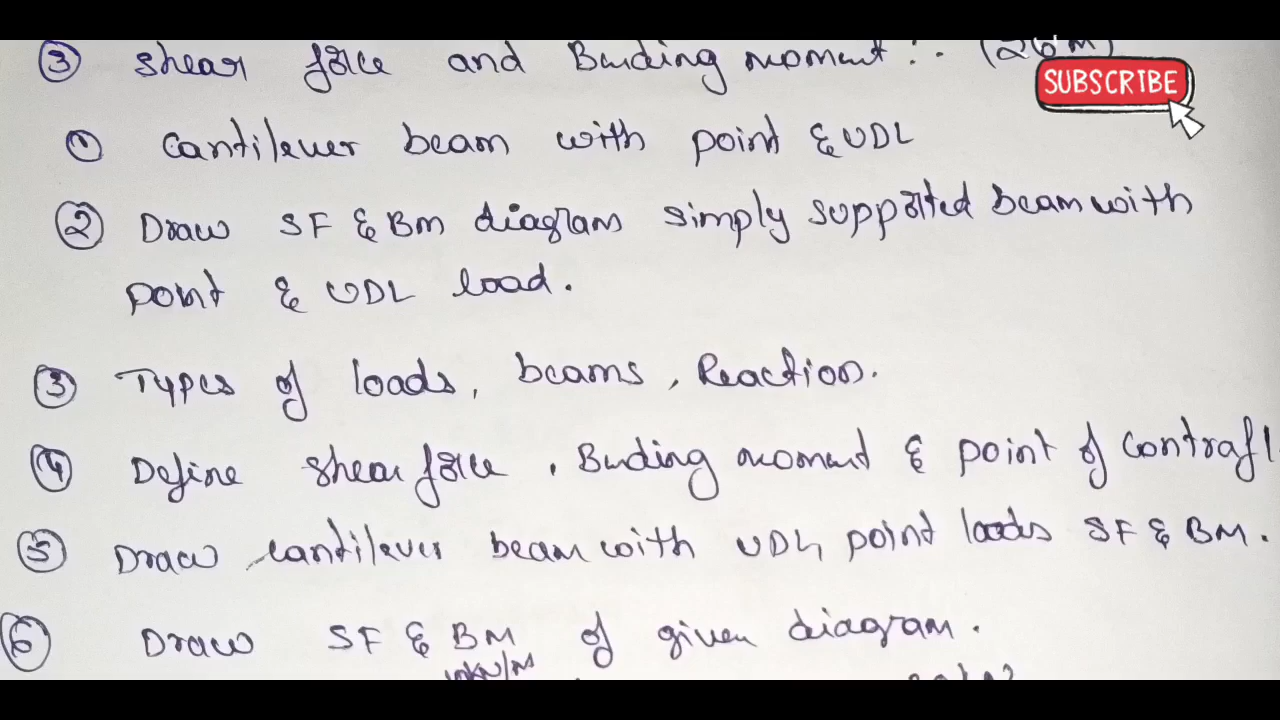 ③ Shear force and Bending moment :-
SUBSCRIBE
① Cantilever beam with point & UDL
② Draw SF & BM diagram simply supported beam with
point & UDL load.
③ Types of loads, beams, Reaction.
④ Define shear force, Bending moment & point of Contrafl
⑤ Draw cantilever beam with UDL, point loads SF & BM.
⑥ Draw SF & BM of given diagram.
10KN/M